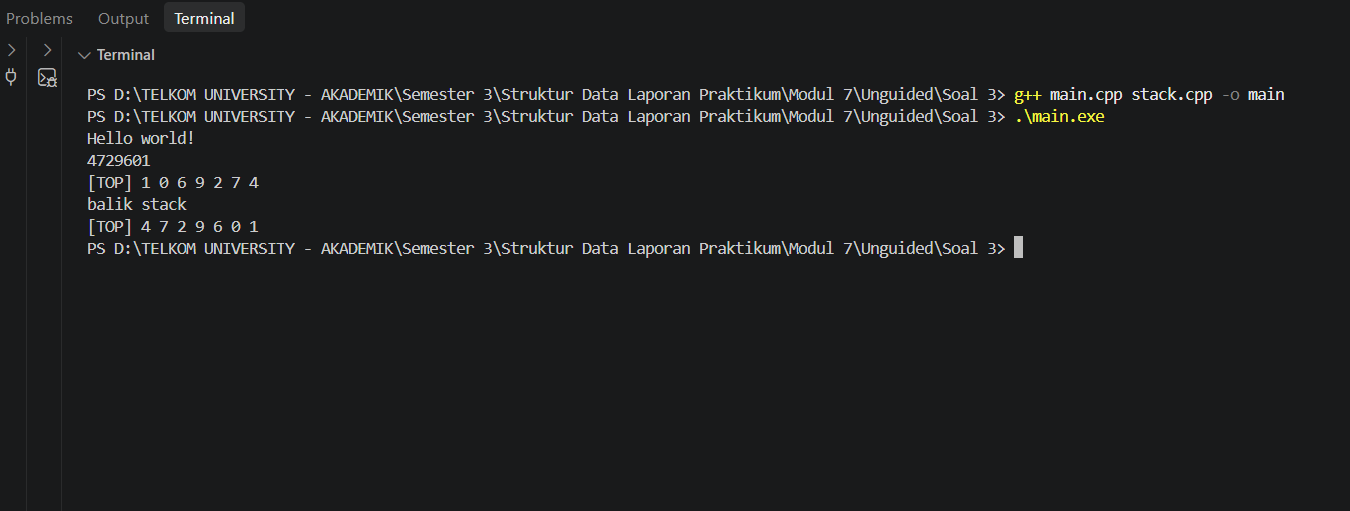 Problems Output Terminal
Terminal
PS D:\TELKOM UNIVERSITY - AKADEMIK\Semester 3\Struktur Data Laporan Praktikum\Modul 7\Unguided\Soal 3> g++ main.cpp stack.cpp -o main
PS D:\TELKOM UNIVERSITY - AKADEMIK\Semester 3\Struktur Data Laporan Praktikum\Modul 7\Unguided\Soal 3> .\main.exe
Hello world!
4729601
[TOP] 1 0 6 9 2 7 4
balik stack
[TOP] 4 7 2 9 6 0 1
PS D:\TELKOM UNIVERSITY - AKADEMIK\Semester 3\Struktur Data Laporan Praktikum\Modul 7\Unguided\Soal 3>